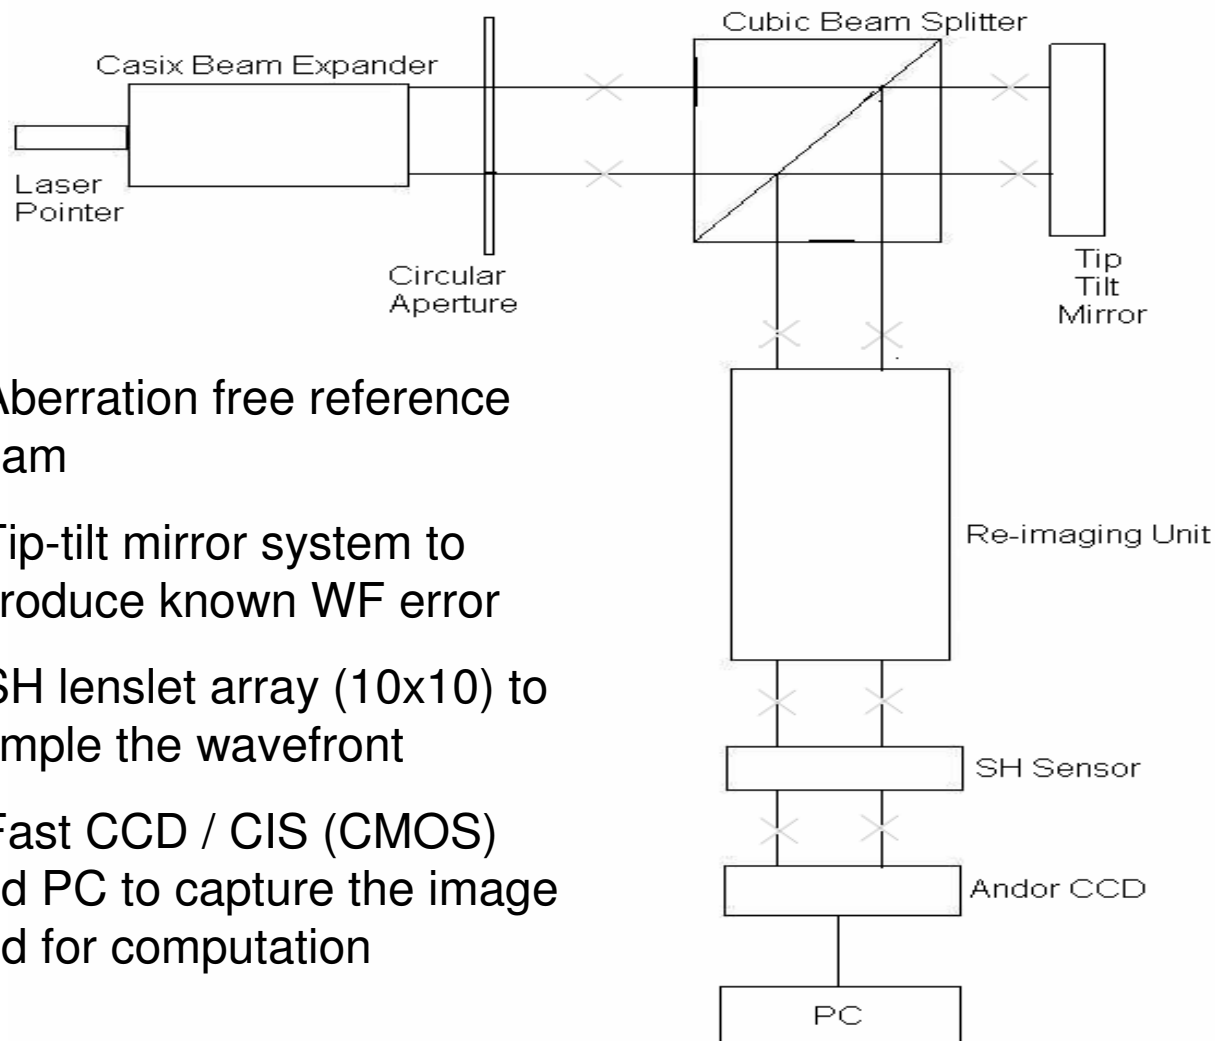 Cubic Beam Splitter
Casix Beam Expander
Laser
Pointer
Circular
Aperture
Tip
Tilt
Mirror
Aberration free reference
am
Tip-tilt mirror system to
roduce known WF error
Re-imaging Unit
SH lenslet array (10x10) to
mple the wavefront
SH Sensor
Fast CCD / CIS (CMOS)
d PC to capture the image
d for computation
Andor CCD
PC